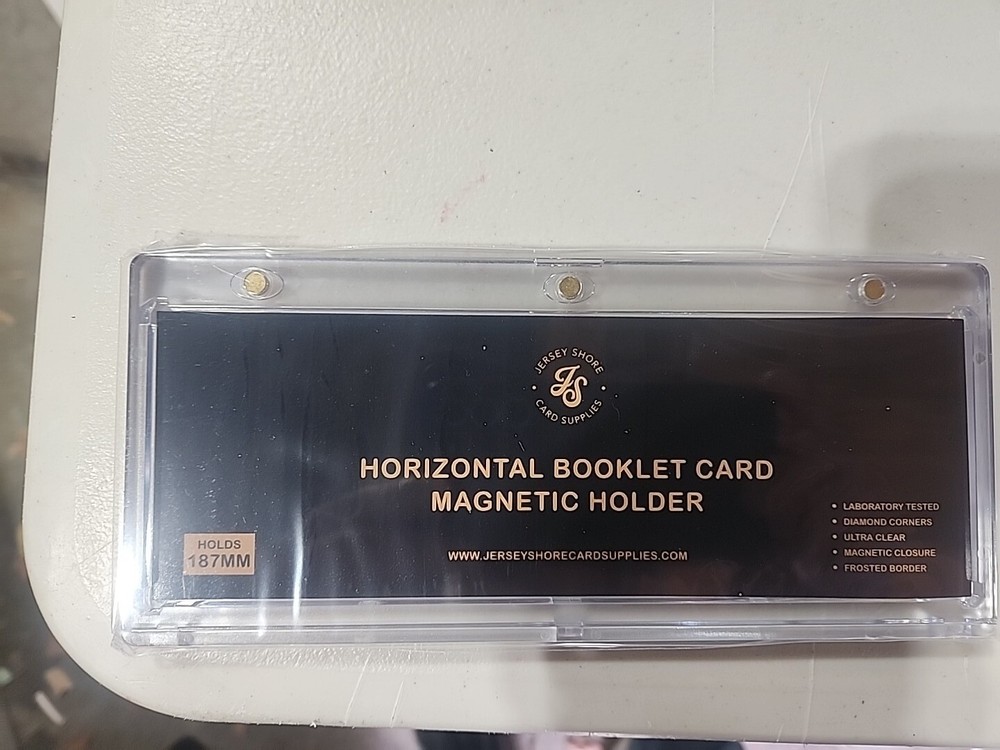 JERSEY SHORE
JS
CARD SUPPLIES
HORIZONTAL BOOKLET CARD
MAGNETIC HOLDER
WWW.JERSEYSHORECARDSUPPLIES.COM
HOLDS
187MM
• LABORATORY TESTED
• DIAMOND CORNERS
• ULTRA CLEAR
• MAGNETIC CLOSURE
• FROSTED BORDER